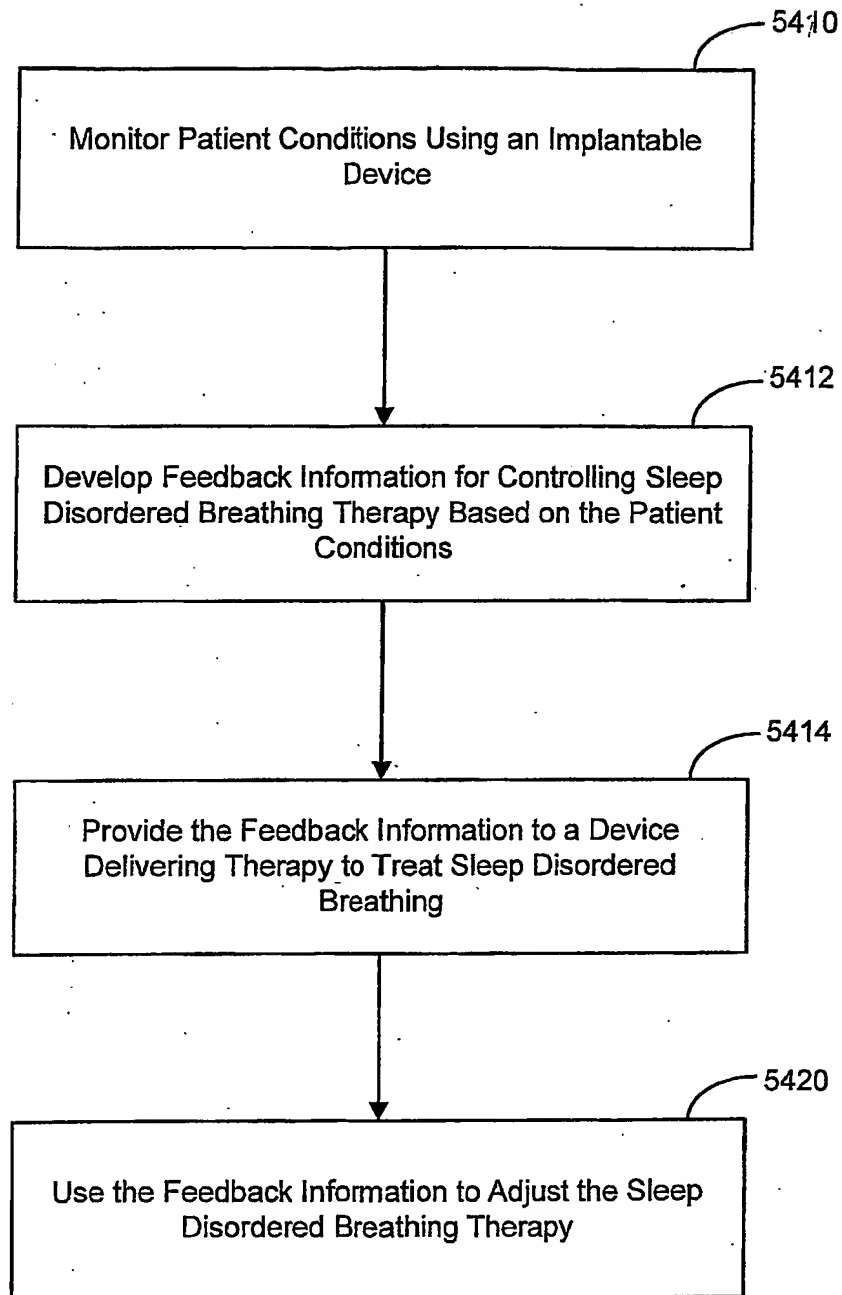 5410
Monitor Patient Conditions Using an Implantable
Device
5412
Develop Feedback Information for Controlling Sleep
Disordered Breathing Therapy Based on the Patient
Conditions
5414
Provide the Feedback Information to a Device
Delivering Therapy to Treat Sleep Disordered
Breathing
5420
Use the Feedback Information to Adjust the Sleep
Disordered Breathing Therapy